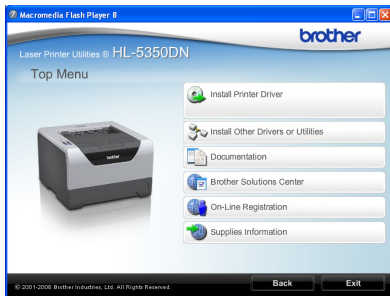 Macromedia Flash Player 8
brother
Laser Printer Utilities ® HL-5350DN
Top Menu
Install Printer Driver
Install Other Drivers or Utilities
Documentation
Brother Solutions Center
On-Line Registration
Supplies Information
brother
© 2001-2008 Brother Industries, Ltd. All Rights Reserved.
Back
Exit